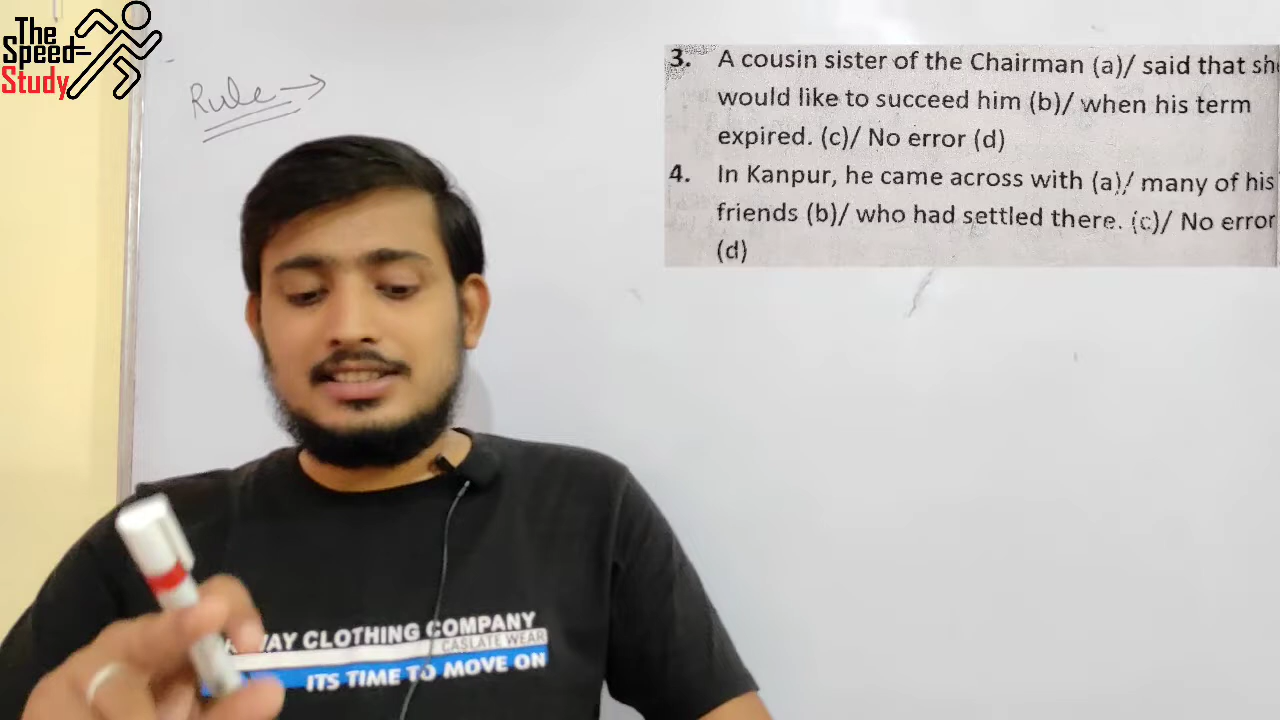 The
Speed
Study
Rule →
3. A cousin sister of the Chairman (a)/ said that she
would like to succeed him (b)/ when his term
expired. (c)/ No error (d)
4. In Kanpur, he came across with (a)/ many of his
friends (b)/ who had settled there. (c)/ No error
(d)
WAY CLOTHING COMPANY
CASLATE WEAR
ITS TIME TO MOVE ON